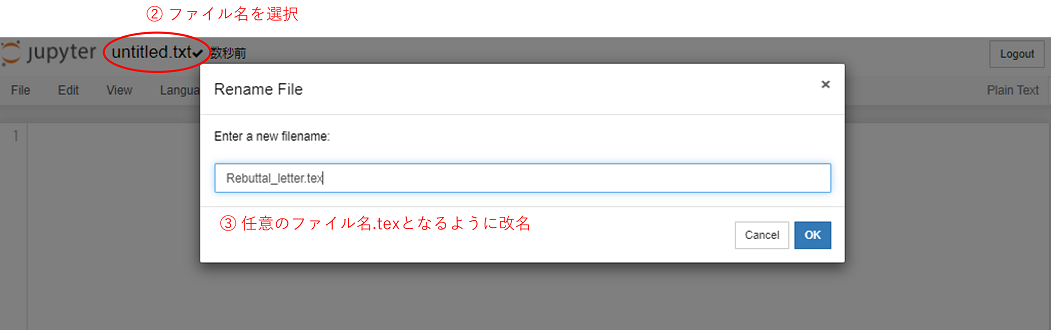 ② ファイル名を選択
jupyter untitled.txt✔ 数秒前
Logout
File Edit View Langua
Plain Text
Rename File ×
Enter a new filename:
1
Rebuttal_letter.tex
③ 任意のファイル名.texとなるように改名
Cancel OK